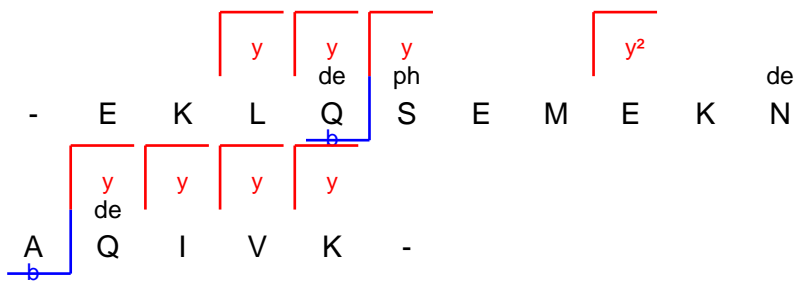 y y y y²
de ph de
- E K L Q S E M E K N
b
y y y y
de
A Q I V K -
b